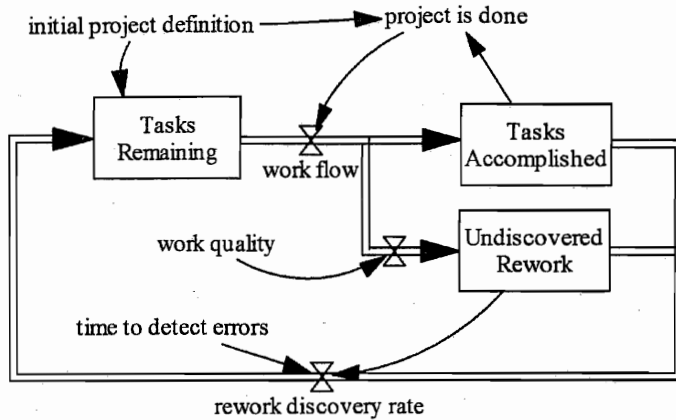 initial project definition
project is done
Tasks
Remaining
work flow
Tasks
Accomplished
work quality
Undiscovered
Rework
time to detect errors
rework discovery rate